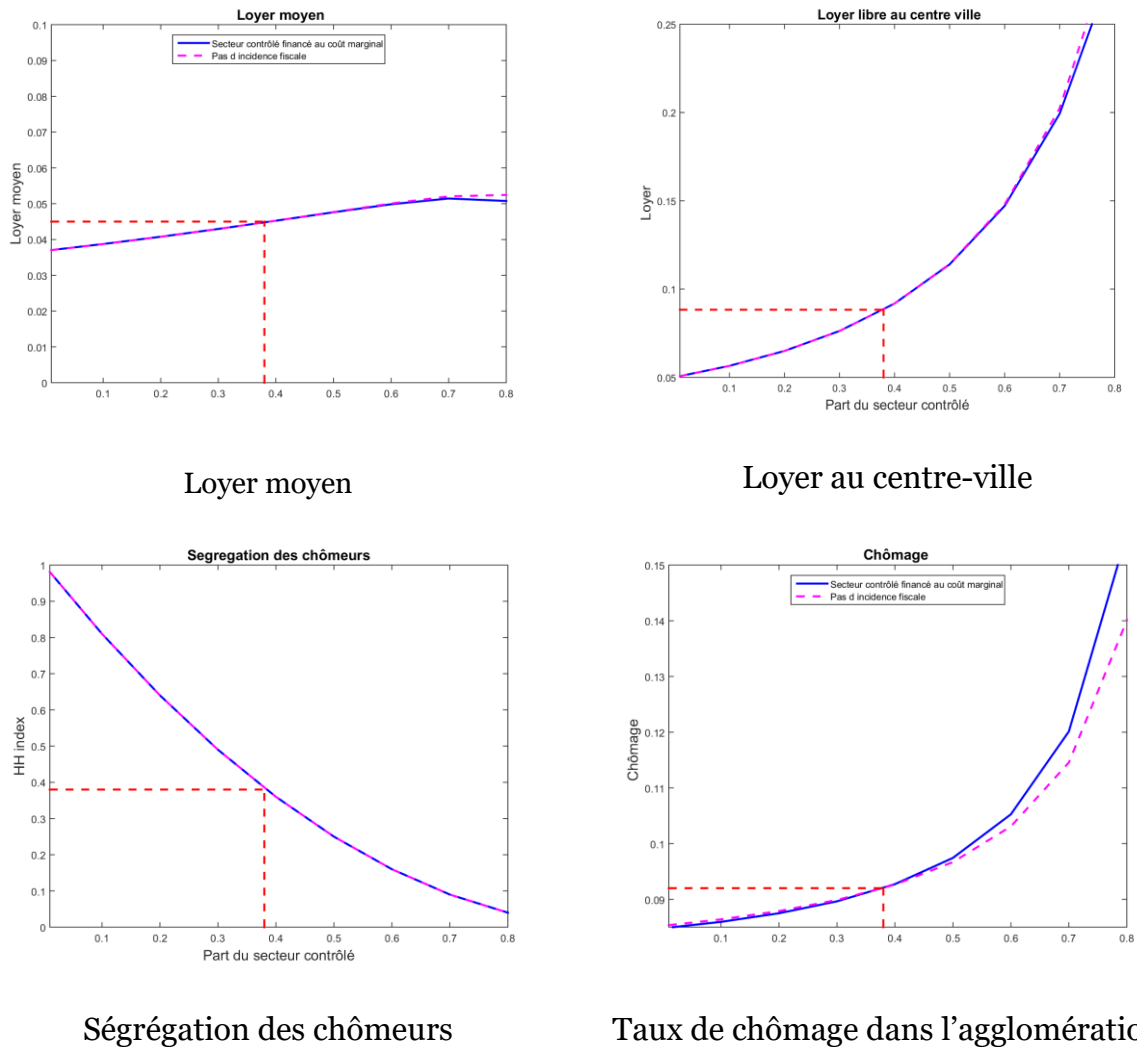 Loyer moyen
0.1
0.09
0.08
0.07
0.06
0.05
0.04
0.03
0.02
0.01
0
Loyer moyen
Secteur contrôlé financé au coût marginal
Pas d incidence fiscale
0.1 0.2 0.3 0.4 0.5 0.6 0.7 0.8
Loyer moyen
Loyer libre au centre ville
0.25
0.2
0.15
0.1
0.05
Loyer
0.1 0.2 0.3 0.4 0.5 0.6 0.7 0.8
Part du secteur contrôlé
Loyer au centre-ville
Segregation des chômeurs
1
0.9
0.8
0.7
0.6
0.5
0.4
0.3
0.2
0.1
0
HH index
0.1 0.2 0.3 0.4 0.5 0.6 0.7 0.8
Part du secteur contrôlé
Ségrégation des chômeurs
Chômage
0.15
0.14
0.13
0.12
0.11
0.1
0.09
Chômage
Secteur contrôlé financé au coût marginal
Pas d incidence fiscale
0.1 0.2 0.3 0.4 0.5 0.6 0.7 0.8
Taux de chômage dans l'agglomératio